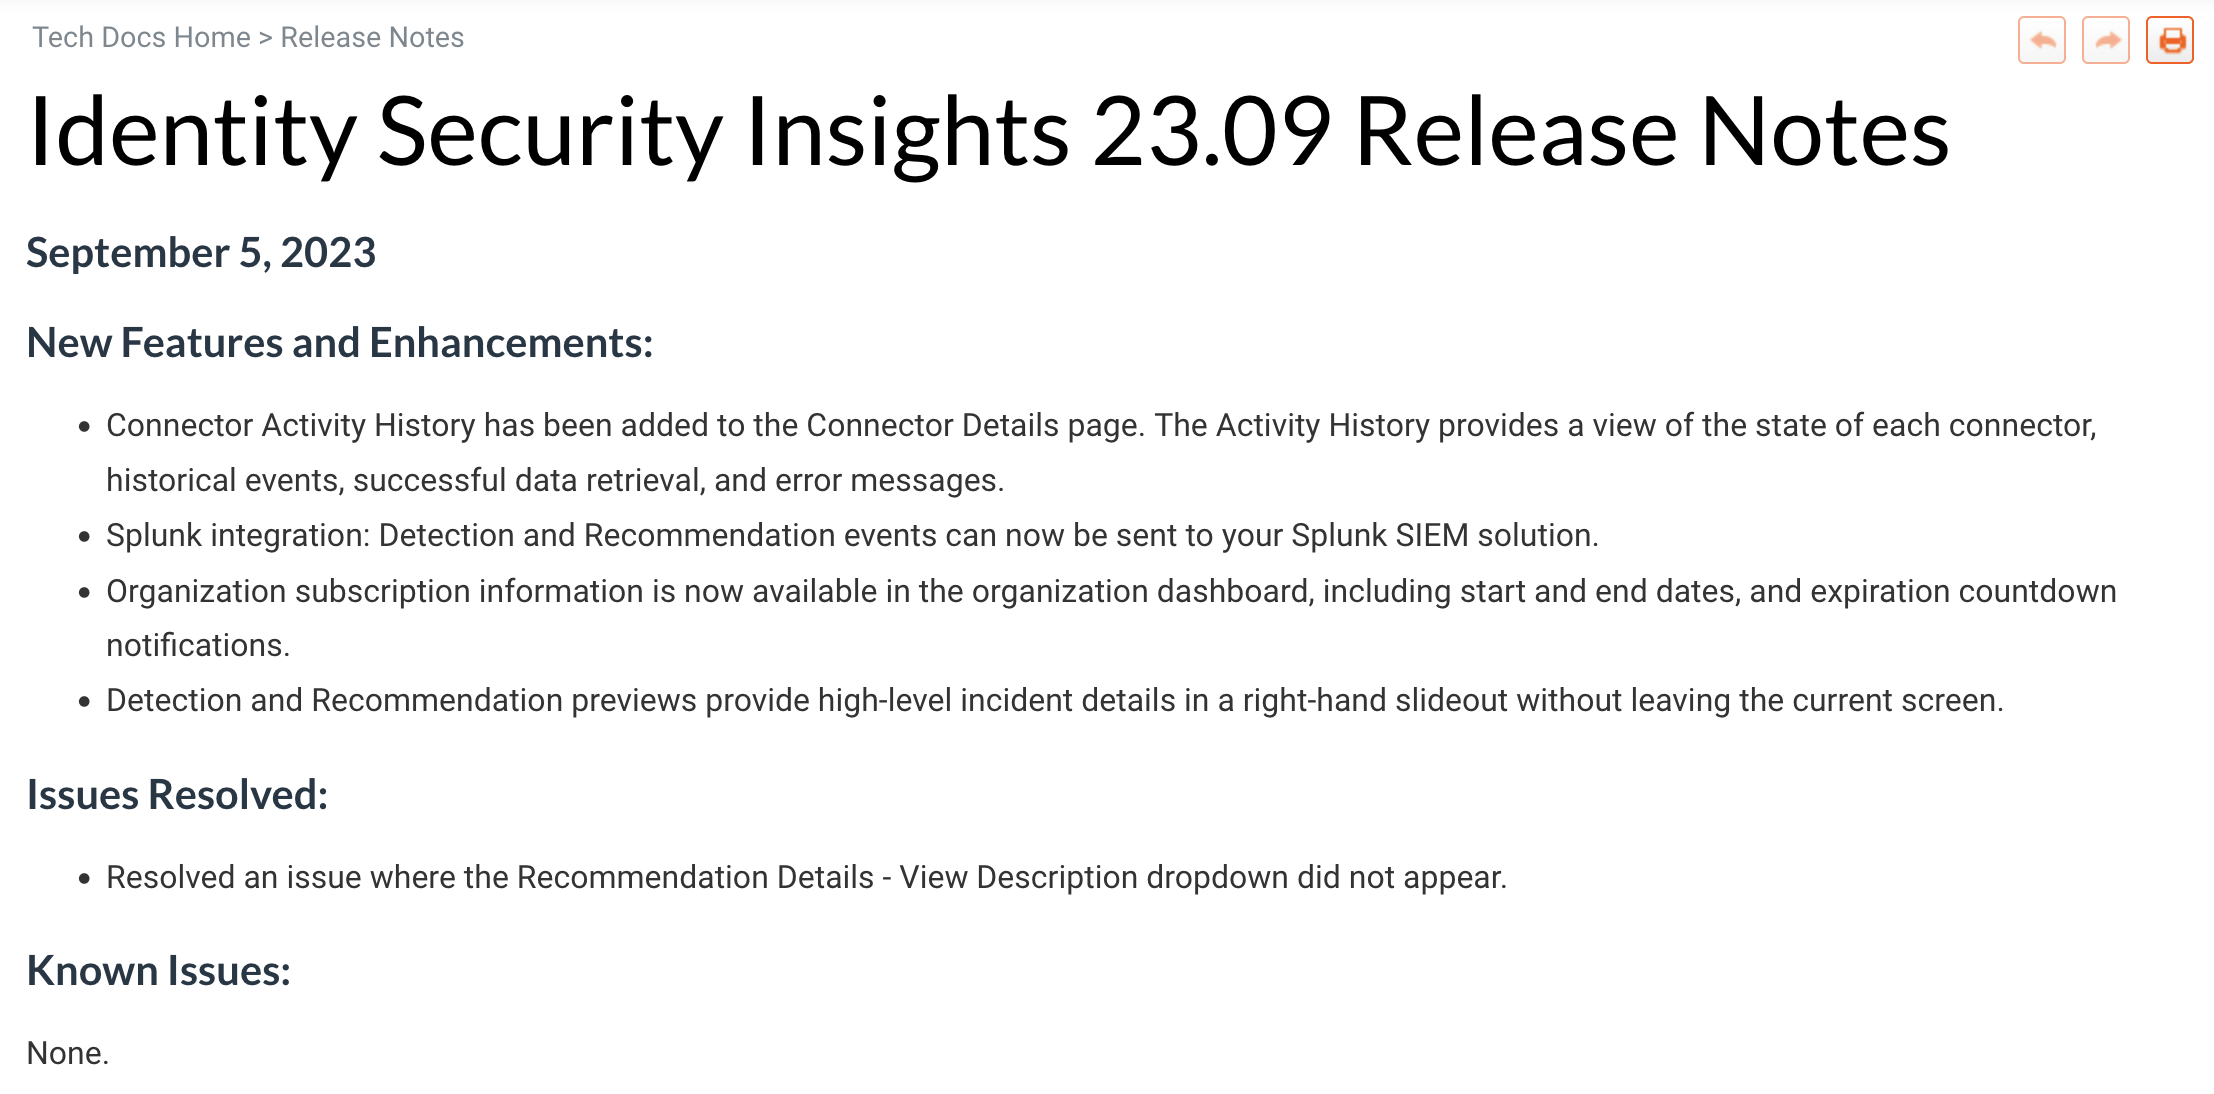 Tech Docs Home > Release Notes
Identity Security Insights 23.09 Release Notes
September 5, 2023
New Features and Enhancements:
• Connector Activity History has been added to the Connector Details page. The Activity History provides a view of the state of each connector,
historical events, successful data retrieval, and error messages.
• Splunk integration: Detection and Recommendation events can now be sent to your Splunk SIEM solution.
• Organization subscription information is now available in the organization dashboard, including start and end dates, and expiration countdown
notifications.
• Detection and Recommendation previews provide high-level incident details in a right-hand slideout without leaving the current screen.
Issues Resolved:
• Resolved an issue where the Recommendation Details - View Description dropdown did not appear.
Known Issues:
None.